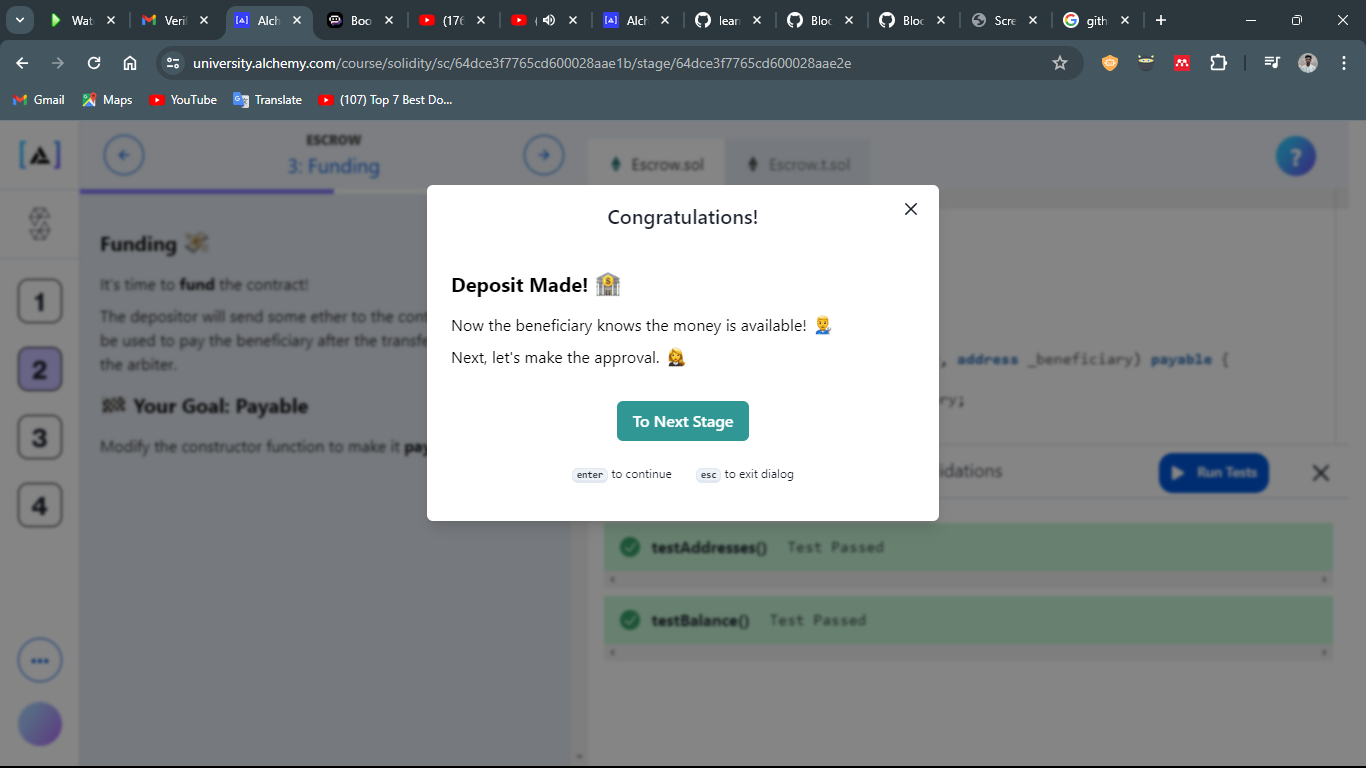 Wat
Veri
Alch
Boo
(176
Alch
lear
Bloc
Bloc
Scre
gith
university.alchemy.com/course/solidity/sc/64dce3f7765cd600028aae1b/stage/64dce3f7765cd600028aae2e
Gmail
Maps
YouTube
Translate
(107) Top 7 Best Do...
ESCROW
3: Funding
Escrow.sol
Escrow.t.sol
?
1
2
3
4
Funding
It's time to fund the contract!
The depositor will send some ether to the con
be used to pay the beneficiary after the transfe
the arbiter.
Your Goal: Payable
Modify the constructor function to make it pay
Congratulations!
Deposit Made!
Now the beneficiary knows the money is available!
Next, let's make the approval.
To Next Stage
enter to continue
esc to exit dialog
, address _beneficiary) payable {
ry;
idations
Run Tests
testAddresses() Test Passed
testBalance() Test Passed